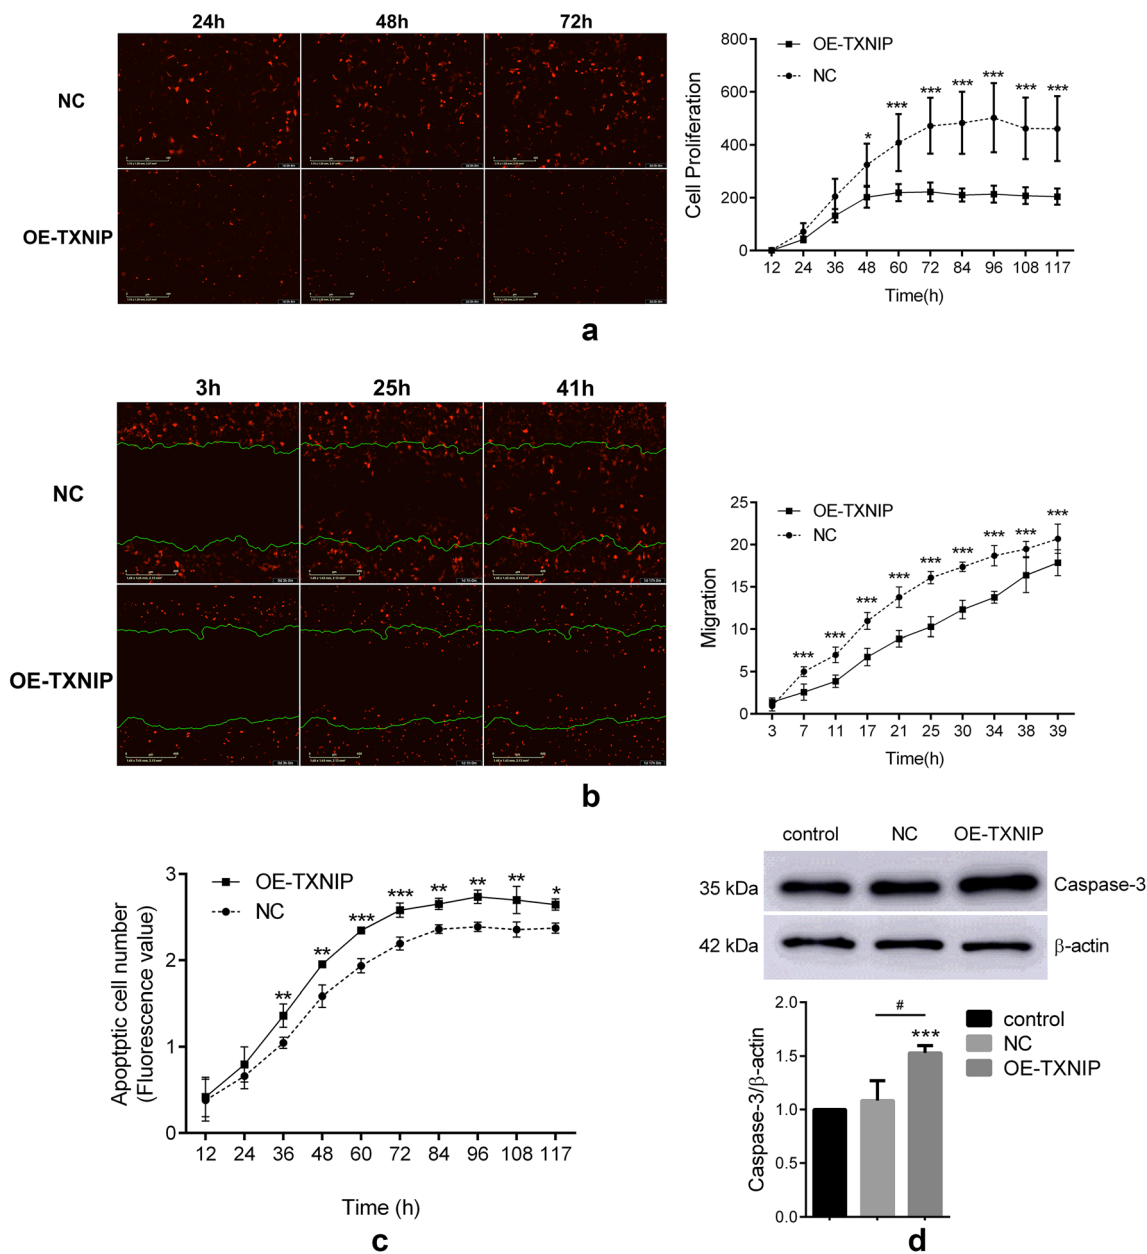 24h 48h 72h
NC
OE-TXNIP
800
600
400
200
0
Cell Proliferation
OE-TXNIP
NC
* *** *** *** *** *** ***
12 24 36 48 60 72 84 96 108 117
Time(h)
a
3h 25h 41h
NC
OE-TXNIP
25
20
15
10
5
0
Migration
OE-TXNIP
NC
*** *** *** *** *** *** *** *** ***
3 7 11 17 21 25 30 34 38 39
Time(h)
b
3
2
1
0
Apoptptic cell number
(Fluorescence value)
OE-TXNIP
NC
** ** *** *** ** ** ** *
12 24 36 48 60 72 84 96 108 117
Time (h)
c
control NC OE-TXNIP
35 kDa Caspase-3
42 kDa β-actin
2.0
1.5
1.0
0.5
0.0
Caspase-3/β-actin
#
***
control
NC
OE-TXNIP
d